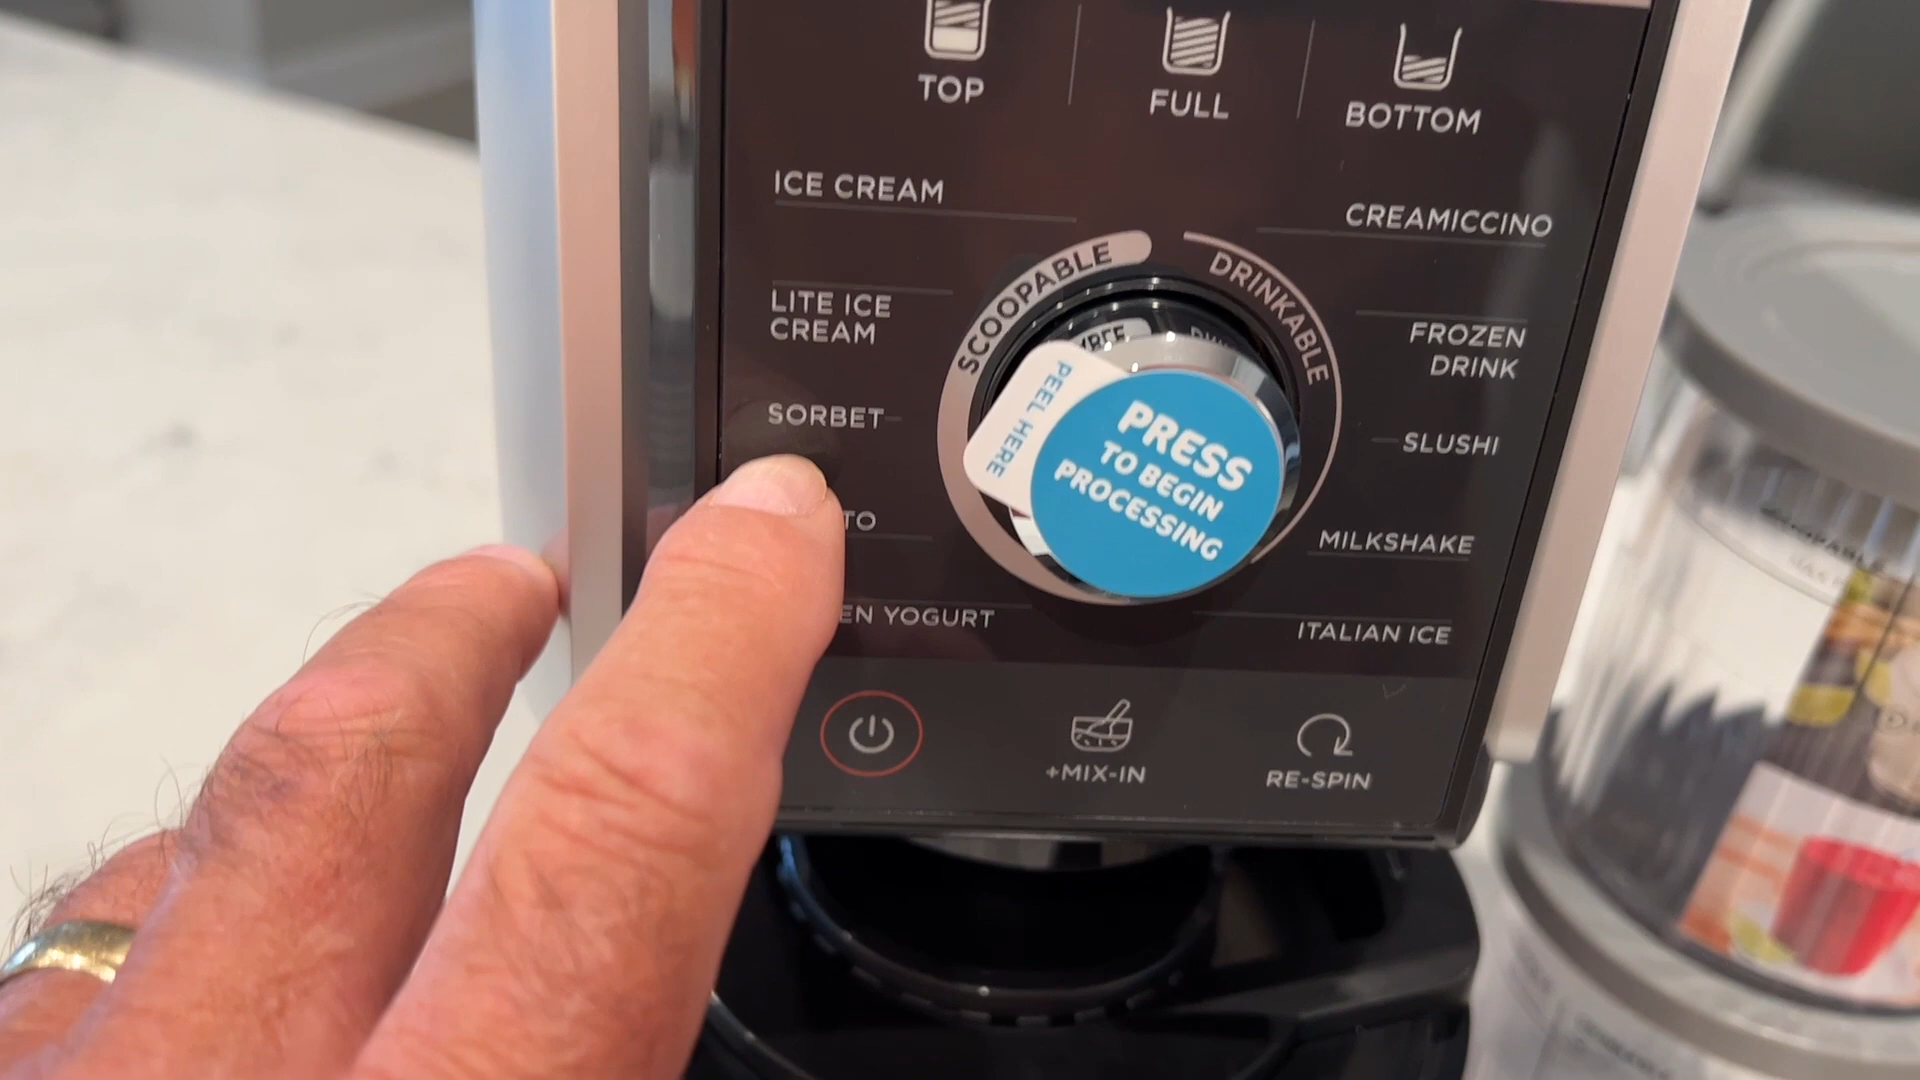 TOP
FULL
BOTTOM
ICE CREAM
CREAMICCINO
SCOOPABLE
DRINKABLE
LITE ICE
CREAM
FROZEN
DRINK
PEEL HERE
PRESS
TO BEGIN
PROCESSING
SORBET
SLUSHI
TO
MILKSHAKE
EN YOGURT
ITALIAN ICE
+MIX-IN
RE-SPIN